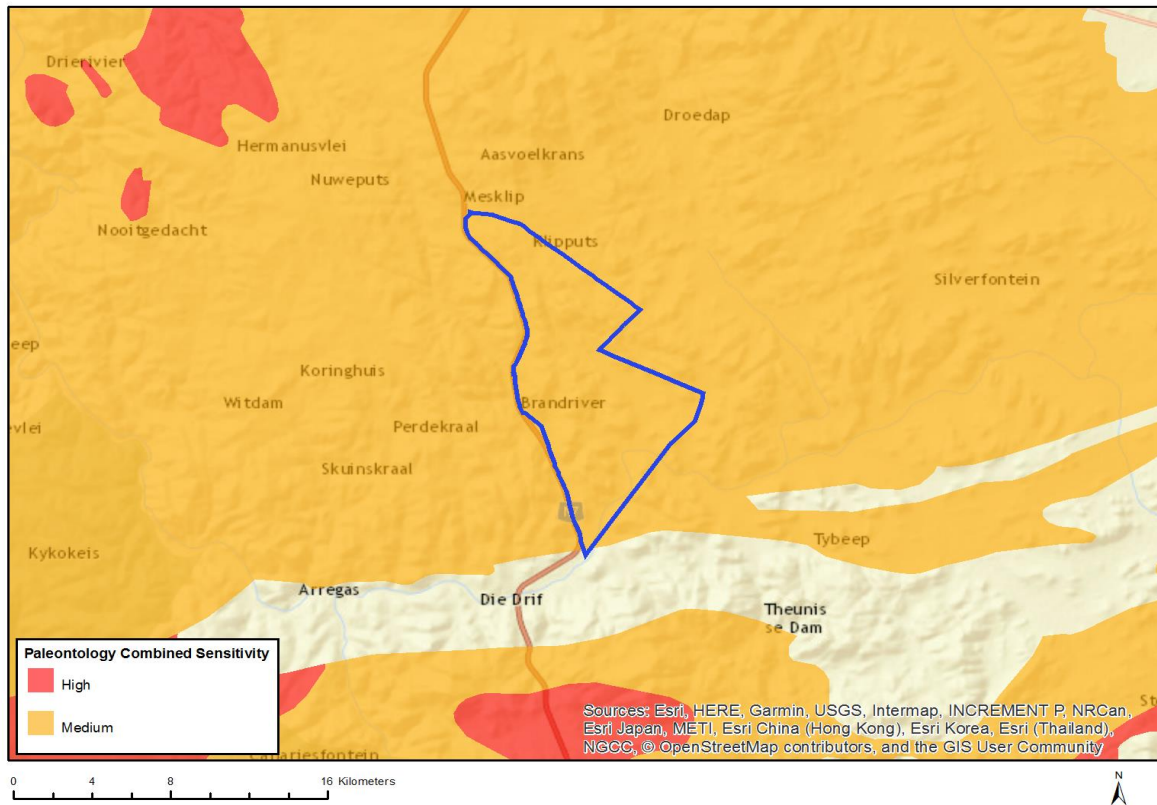 Drierivier
Droedap
Hermanusvlei
Aasvoelkrans
Nuweputs
Mesklip
Nooitgedacht
Klipputs
Silverfontein
eep
Koringhuis
Witdam
Brandriver
Perdekraal
evlei
Skuinskraal
N7
Kykokeis
Tybeep
Arregas
Die Drif
Theunis
se Dam
Paleontology Combined Sensitivity
High
Medium
Sources: Esri, HERE, Garmin, USGS, Intermap, INCREMENT P, NRCan,
Esri Japan, METI, Esri China (Hong Kong), Esri Korea, Esri (Thailand),
NGCC, © OpenStreetMap contributors, and the GIS User Community
0 4 8 16 Kilometers
N